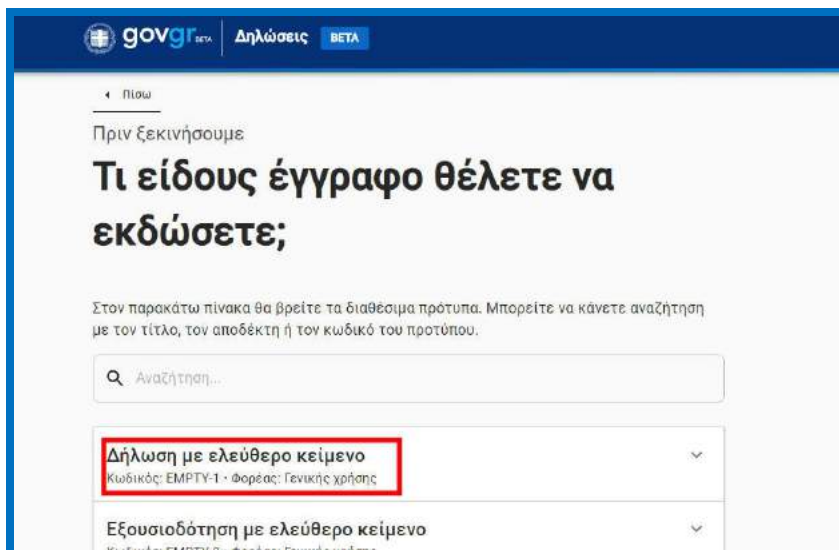 govgr BETA Δηλώσεις BETA
Πίσω
Πριν ξεκινήσουμε
Τι είδους έγγραφο θέλετε να
εκδώσετε;
Στον παρακάτω πίνακα θα βρείτε τα διαθέσιμα πρότυπα. Μπορείτε να κάνετε αναζήτηση
με τον τίτλο, τον αποδέκτη ή τον κωδικό του προτύπου.
Αναζήτηση...
Δήλωση με ελεύθερο κείμενο
Κωδικός: EMPTY-1 · Φορέας: Γενικής χρήσης
Εξουσιοδότηση με ελεύθερο κείμενο